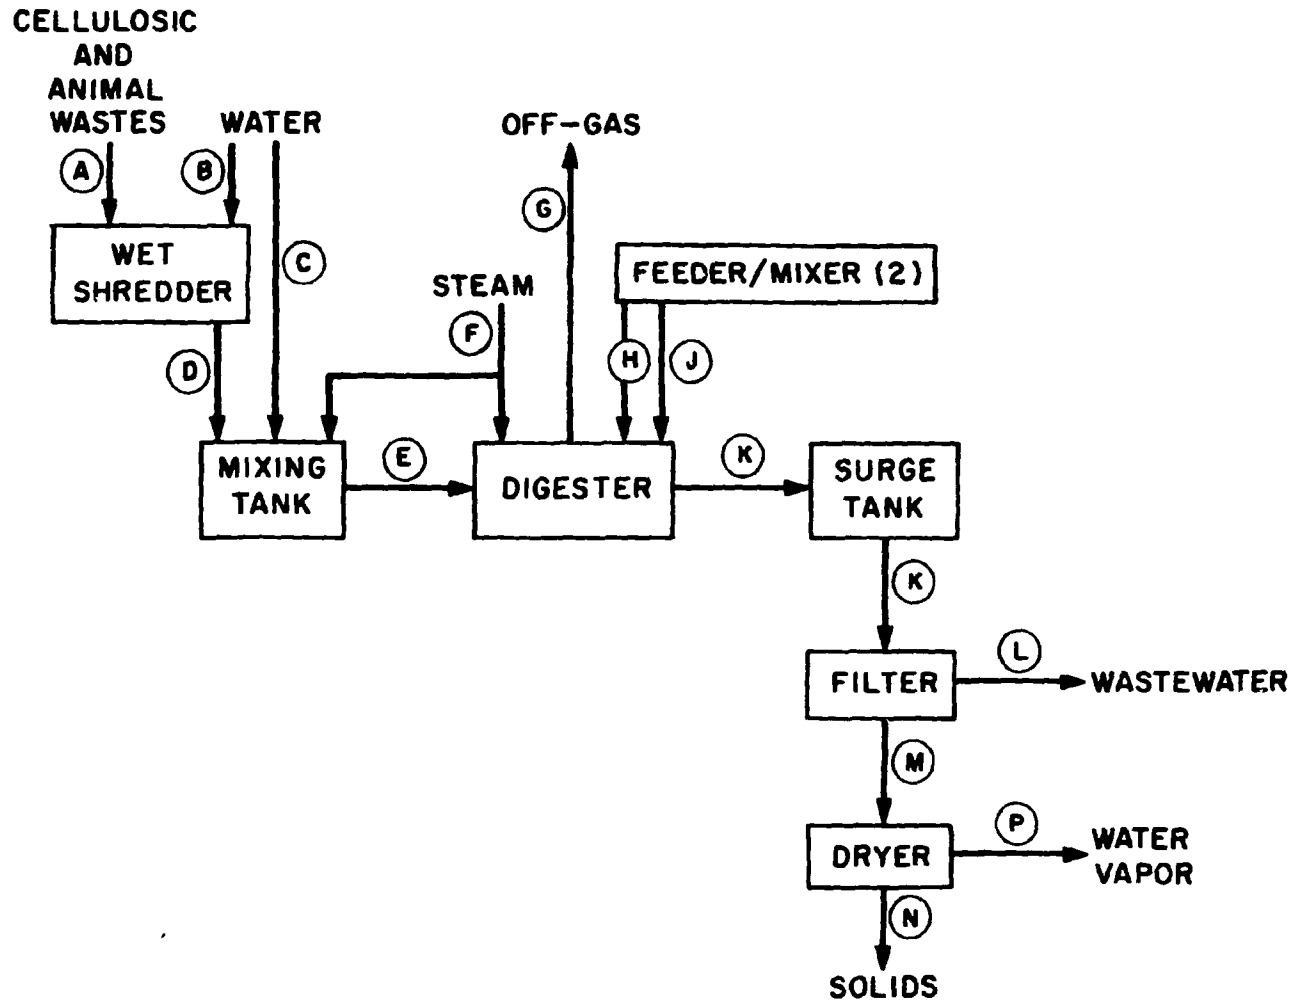 CELLULOSIC
AND
ANIMAL
WASTES
WATER
OFF-GAS
A
B
G
WET
SHREDDER
C
FEEDER/MIXER (2)
STEAM
F
D
H
J
MIXING
TANK
E
DIGESTER
K
SURGE
TANK
K
FILTER
L
WASTEWATER
M
DRYER
P
WATER
VAPOR
N
SOLIDS